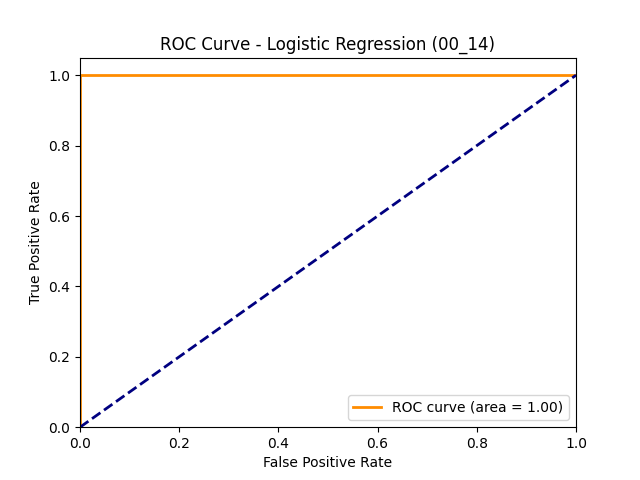 ROC Curve - Logistic Regression (00_14)
True Positive Rate
1.0
0.8
0.6
0.4
0.2
0.0
ROC curve (area = 1.00)
0.0 0.2 0.4 0.6 0.8 1.0
False Positive Rate